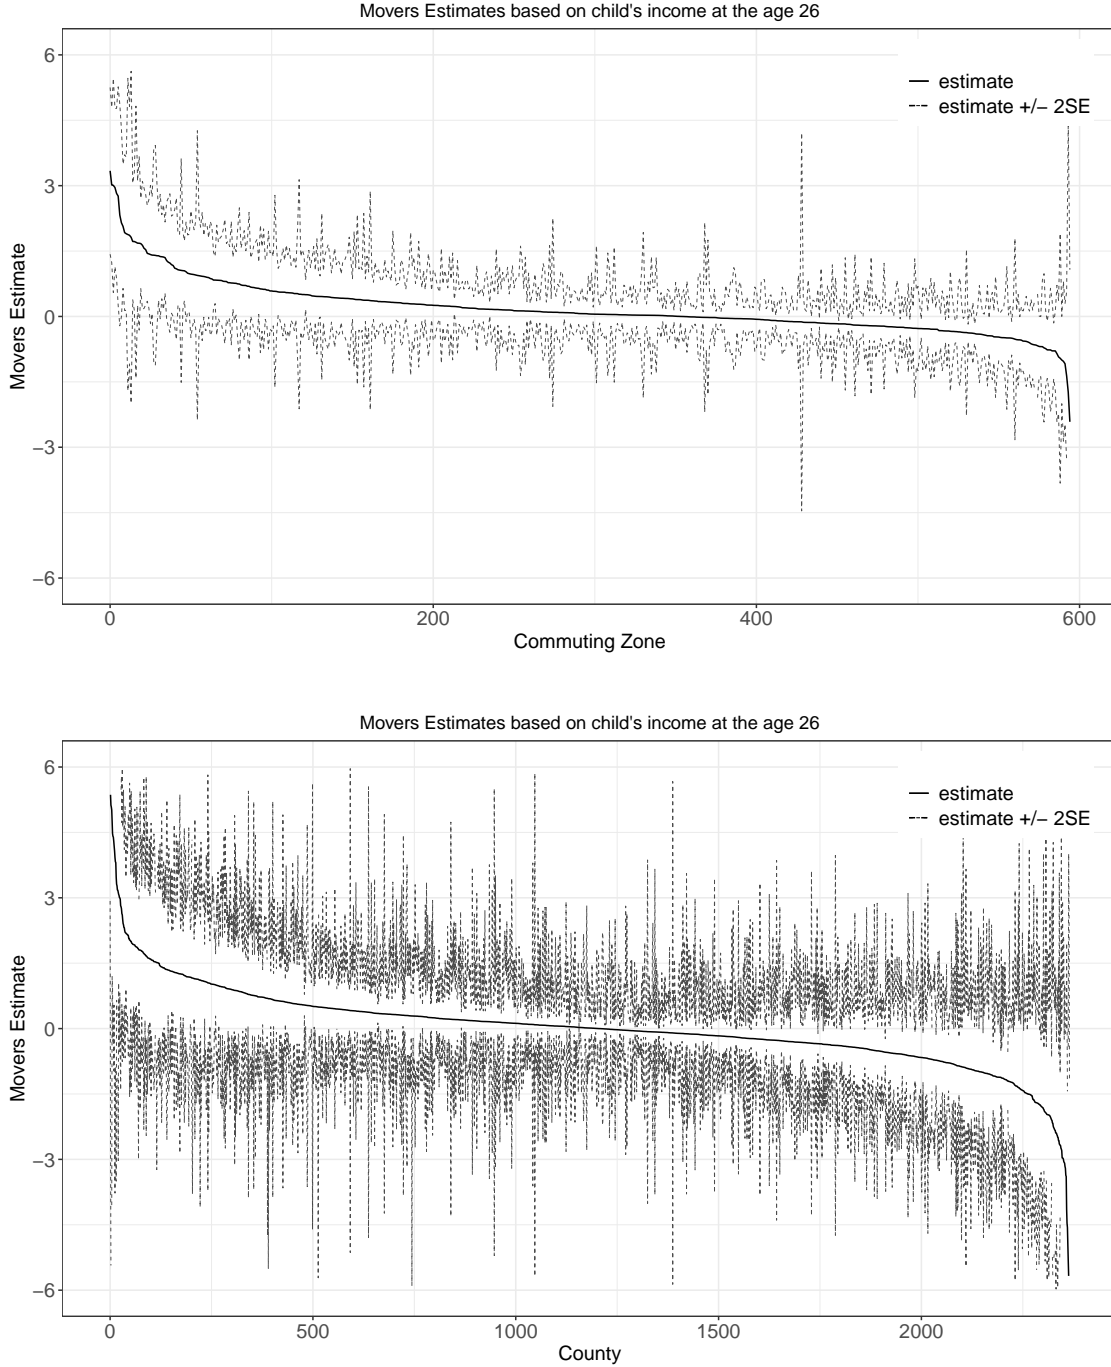 Movers Estimates based on child's income at the age 26
6
3
0
−3
−6
Movers Estimate
estimate
estimate +/− 2SE
0
200
400
600
Commuting Zone
Movers Estimates based on child's income at the age 26
6
3
0
−3
−6
Movers Estimate
estimate
estimate +/− 2SE
0
500
1000
1500
2000
County